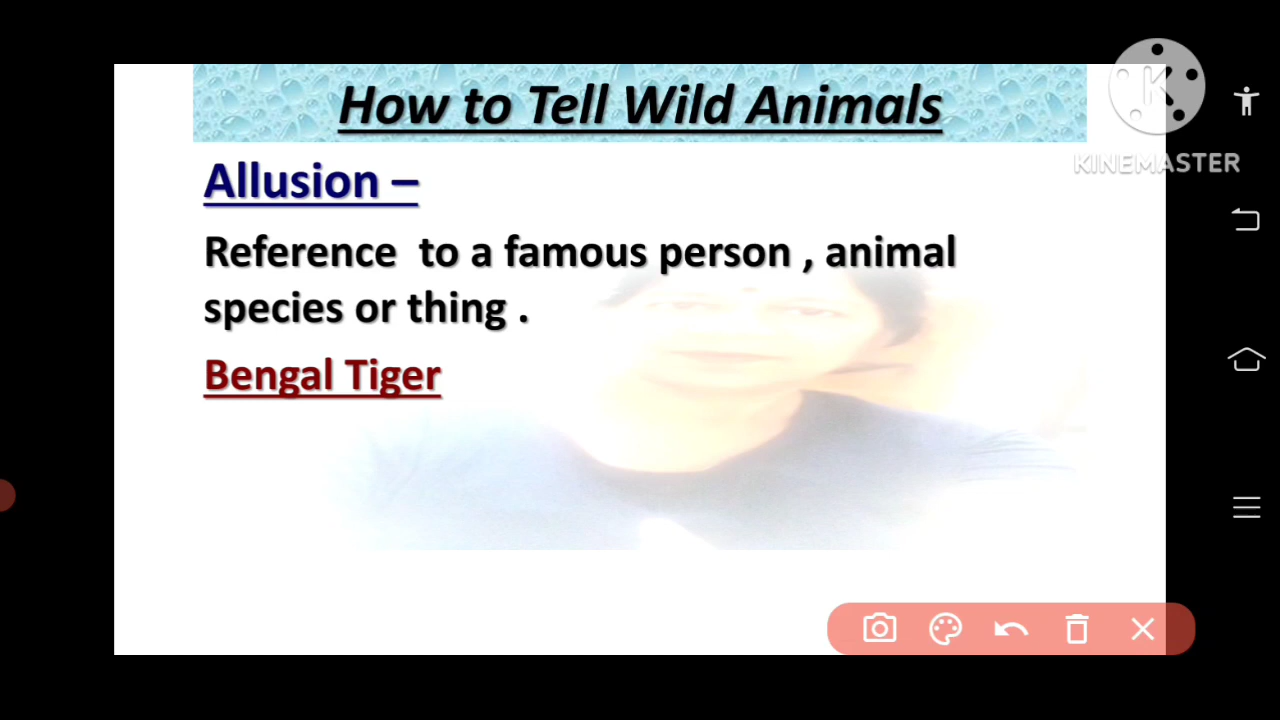 How to Tell Wild Animals
KINEMASTER
Allusion –
Reference to a famous person , animal
species or thing .
Bengal Tiger